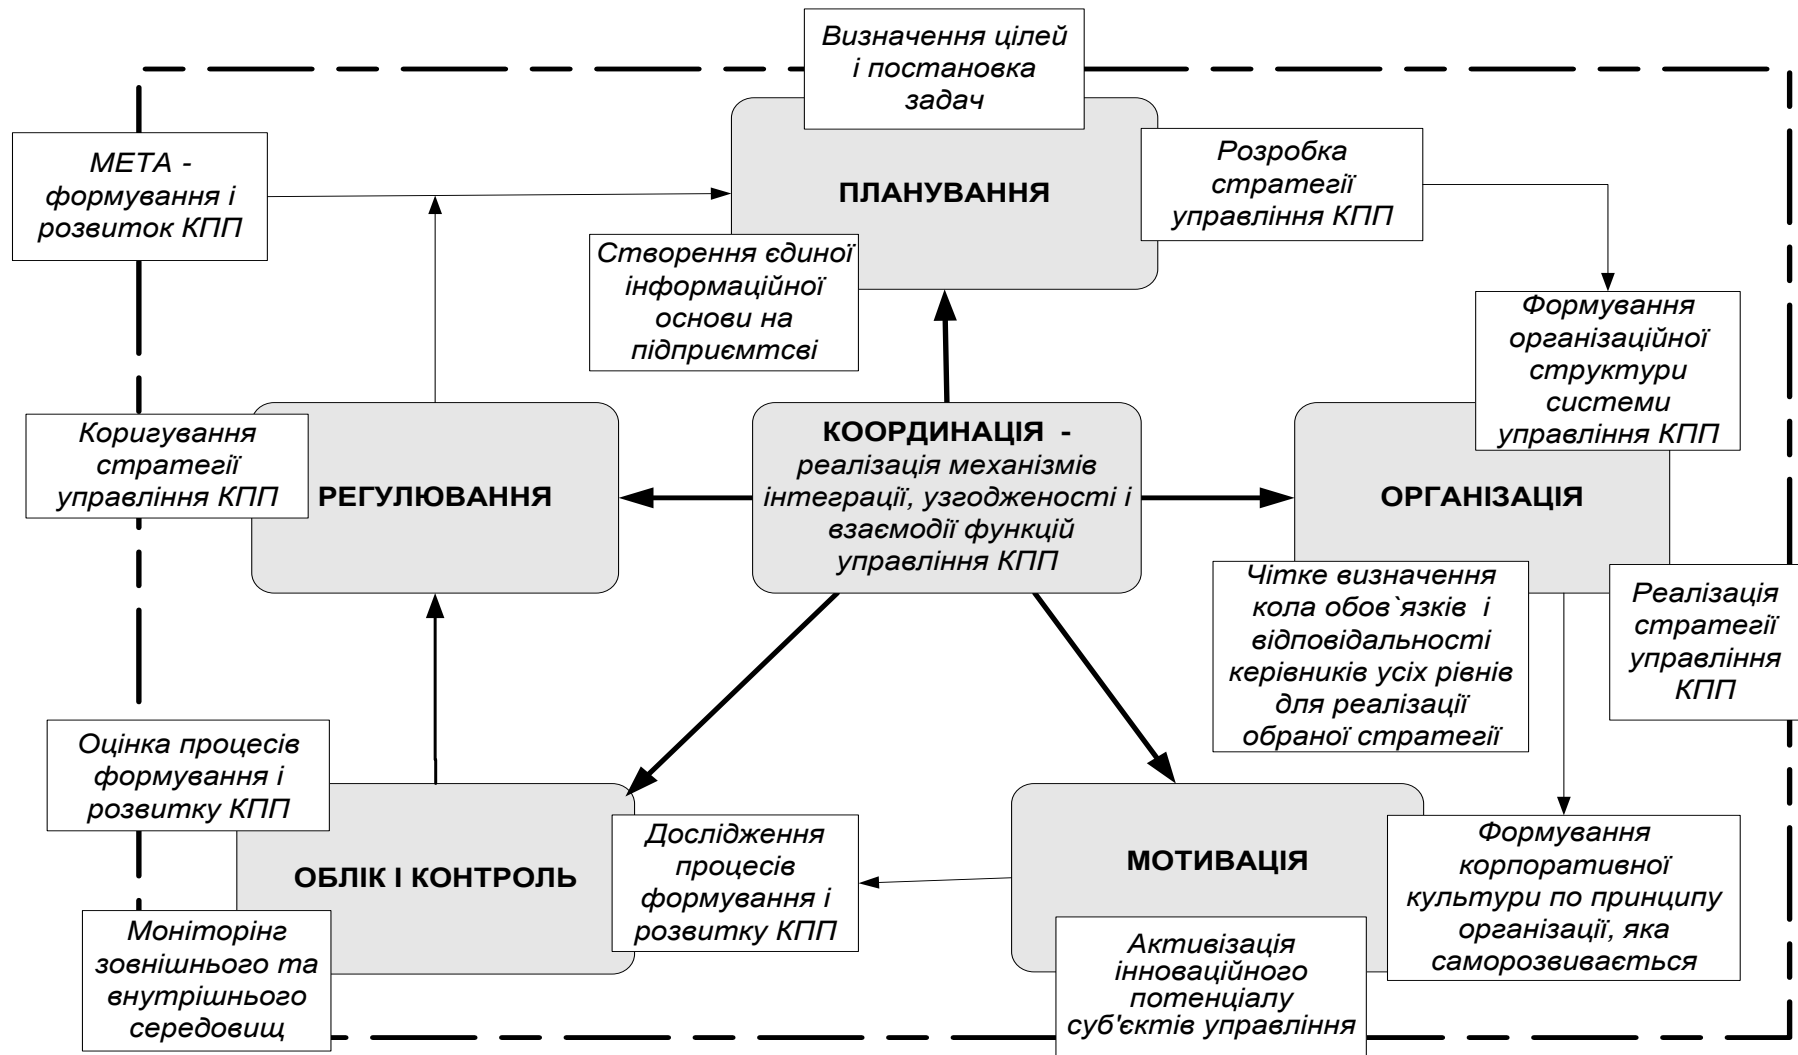 Визначення цілей
і постановка
задач
МЕТА -
формування і
розвиток КПП
ПЛАНУВАННЯ
Розробка
стратегії
управління КПП
Створення єдиної
інформаційної
основи на
підприємтсві
Формування
організаційної
структури
системи
управління КПП
Коригування
стратегії
управління КПП
РЕГУЛЮВАННЯ
КООРДИНАЦІЯ -
реалізація механізмів
інтеграції, узгодженості і
взаємодії функцій
управління КПП
ОРГАНІЗАЦІЯ
Чітке визначення
кола обов`язків і
відповідальності
керівників усіх рівнів
для реалізації
обраної стратегії
Реалізація
стратегії
управління
КПП
Оцінка процесів
формування і
розвитку КПП
ОБЛІК І КОНТРОЛЬ
Дослідження
процесів
формування і
розвитку КПП
МОТИВАЦІЯ
Формування
корпоративної
культури по принципу
організації, яка
саморозвивається
Моніторінг
зовнішнього та
внутрішнього
середовищ
Активізація
інноваційного
потенціалу
суб'єктів управління